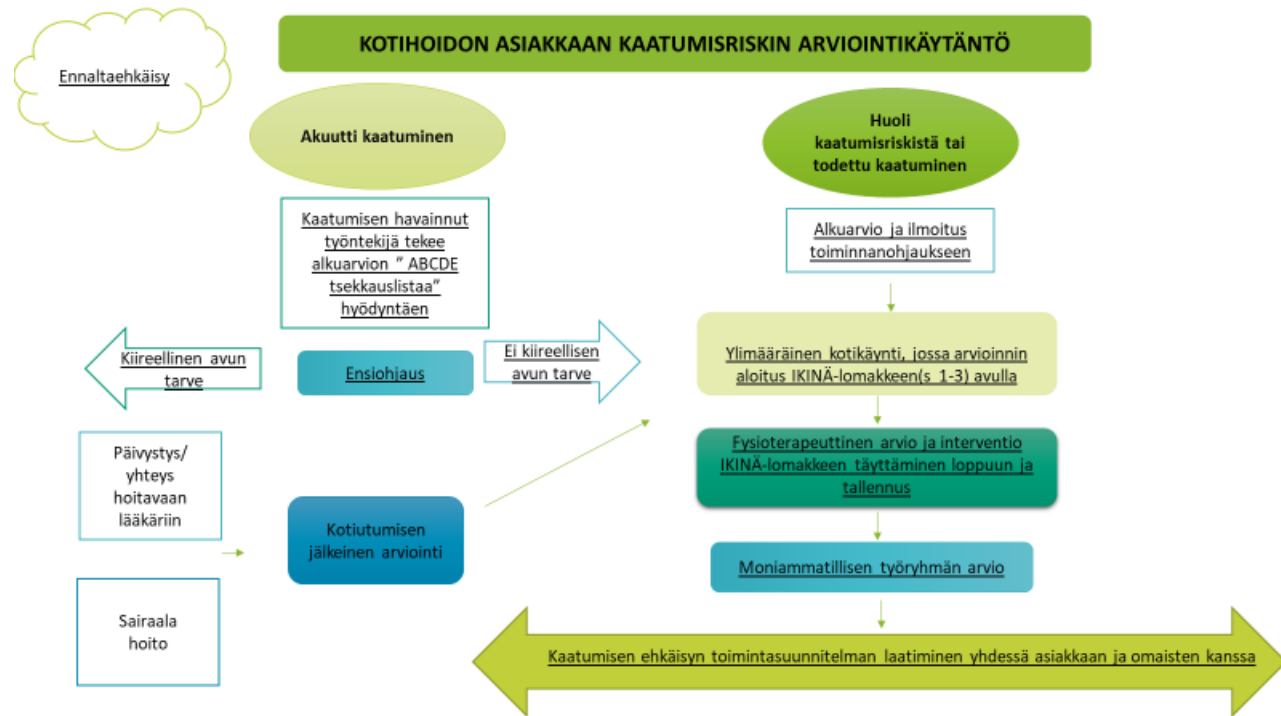 KOTIHOIDON ASIAKKAAN KAATUMISRISKIN ARVIOINTIKÄYTÄNTÖ
Ennaltaehkäisy
Akuutti kaatuminen
Kaatumisen havainnut
työntekijä tekee
alkuarvion ” ABCDE
tsekkauslistaa”
hyödyntäen
Kiireellinen avun
tarve
Ensiohjaus
Ei kiireellisen
avun tarve
Päivystys/
yhteys
hoitavaan
lääkäriin
Kotiutumisen
jälkeinen arviointi
Sairaala
hoito
Huoli
kaatumisriskistä tai
todettu kaatuminen
Alkuarvio ja ilmoitus
toiminnanohjaukseen
Ylimääräinen kotikäynti, jossa arvioinnin
aloitus IKINÄ-lomakkeen(s 1-3) avulla
Fysioterapeuttinen arvio ja interventio
IKINÄ-lomakkeen täyttäminen loppuun ja
tallennus
Moniammatillisen työryhmän arvio
Kaatumisen ehkäisyn toimintasuunnitelman laatiminen yhdessä asiakkaan ja omaisten kanssa